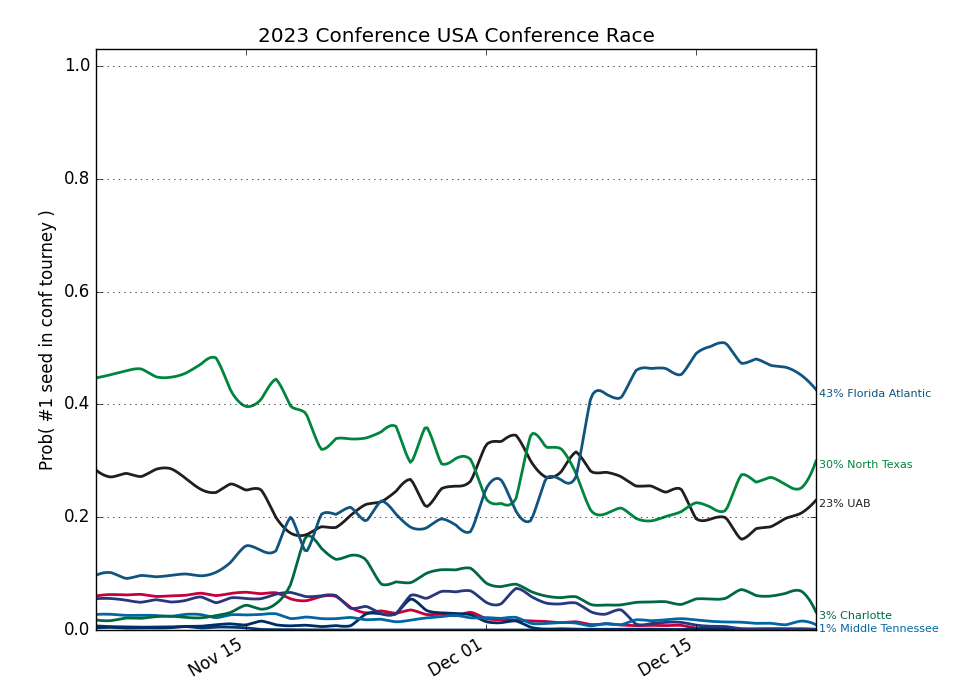 2023 Conference USA Conference Race
Prob( #1 seed in conf tourney )
1.0
0.8
0.6
0.4
0.2
0.0
Nov 15
Dec 01
Dec 15
43% Florida Atlantic
30% North Texas
23% UAB
3% Charlotte
1% Middle Tennessee